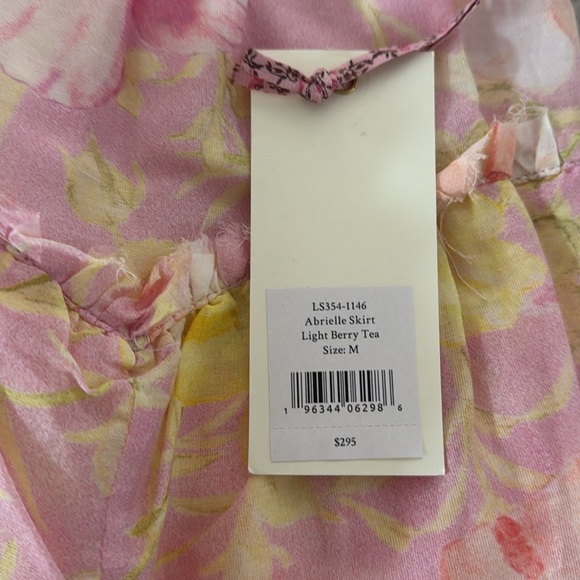 LS354-1146
Abrielle Skirt
Light Berry Tea
Size: M
1 96344 06298 6
$295